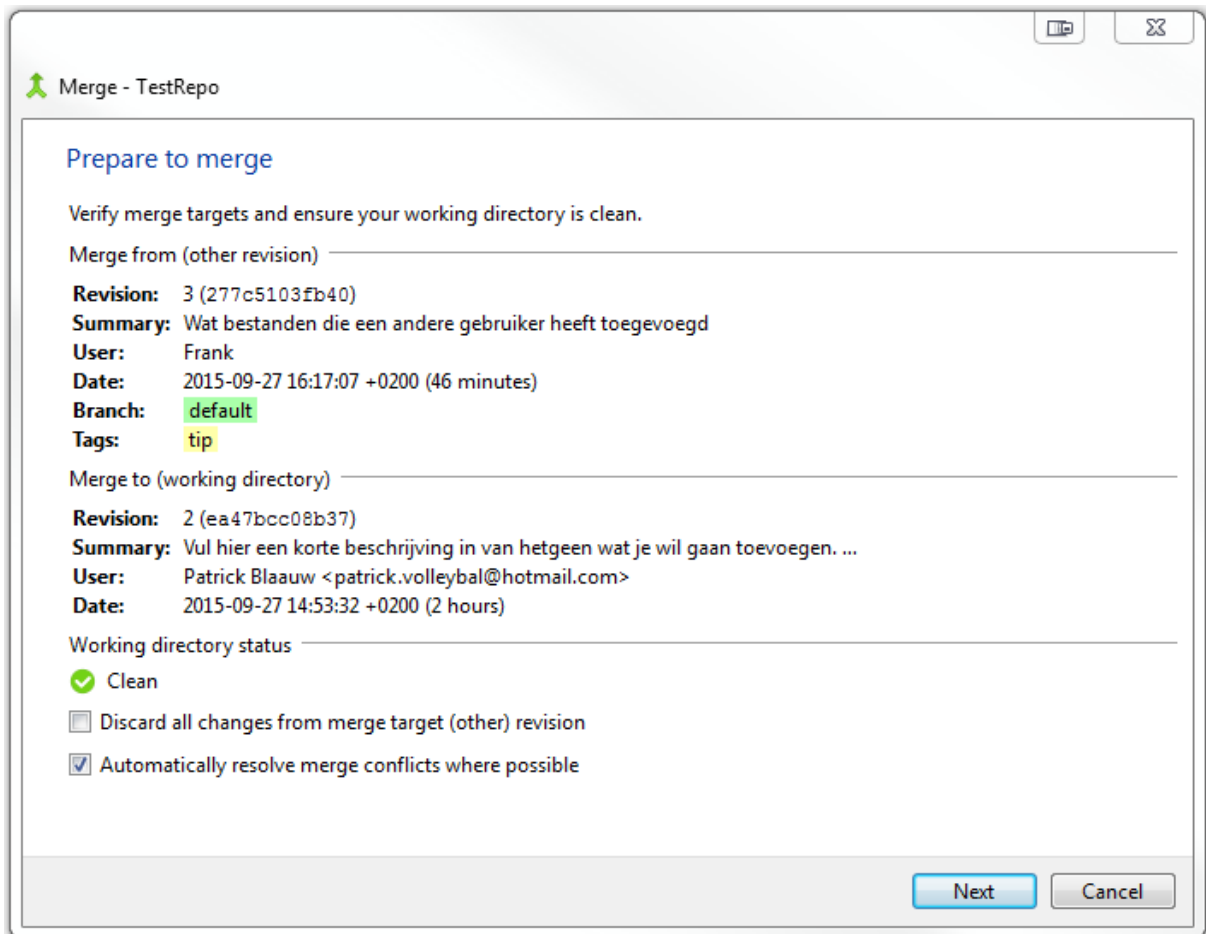 Merge - TestRepo
Prepare to merge
Verify merge targets and ensure your working directory is clean.
Merge from (other revision)
Revision: 3 (277c5103fb40)
Summary: Wat bestanden die een andere gebruiker heeft toegevoegd
User: Frank
Date: 2015-09-27 16:17:07 +0200 (46 minutes)
Branch: default
Tags: tip
Merge to (working directory)
Revision: 2 (ea47bcc08b37)
Summary: Vul hier een korte beschrijving in van hetgeen wat je wil gaan toevoegen. ...
User: Patrick Blaauw <patrick.volleybal@hotmail.com>
Date: 2015-09-27 14:53:32 +0200 (2 hours)
Working directory status
Clean
Discard all changes from merge target (other) revision
Automatically resolve merge conflicts where possible
Next Cancel